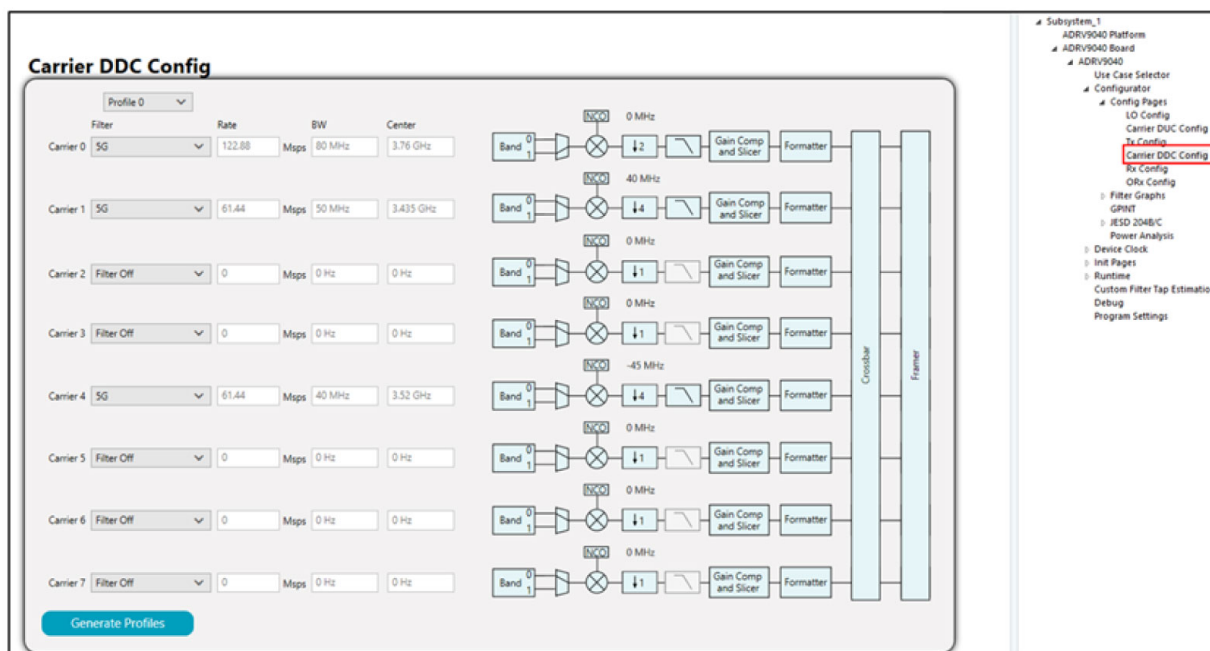 Carrier DDC Config
Profile 0
Filter Rate BW Center
Carrier 0 5G 122.88 Msps 80 MHz 3.76 GHz
NCO 0 MHz
Band 0 1 ↓2 Gain Comp and Slicer Formatter
Carrier 1 5G 61.44 Msps 50 MHz 3.435 GHz
NCO 40 MHz
Band 0 1 ↓4 Gain Comp and Slicer Formatter
Carrier 2 Filter Off 0 Msps 0 Hz 0 Hz
NCO 0 MHz
Band 0 1 ↓1 Gain Comp and Slicer Formatter
Carrier 3 Filter Off 0 Msps 0 Hz 0 Hz
NCO 0 MHz
Band 0 1 ↓1 Gain Comp and Slicer Formatter
Carrier 4 5G 61.44 Msps 40 MHz 3.52 GHz
NCO -45 MHz
Band 0 1 ↓4 Gain Comp and Slicer Formatter
Carrier 5 Filter Off 0 Msps 0 Hz 0 Hz
NCO 0 MHz
Band 0 1 ↓1 Gain Comp and Slicer Formatter
Carrier 6 Filter Off 0 Msps 0 Hz 0 Hz
NCO 0 MHz
Band 0 1 ↓1 Gain Comp and Slicer Formatter
Carrier 7 Filter Off 0 Msps 0 Hz 0 Hz
NCO 0 MHz
Band 0 1 ↓1 Gain Comp and Slicer Formatter
Crossbar
Framer
Generate Profiles
Subsystem_1
ADRV9040 Platform
ADRV9040 Board
ADRV9040
Use Case Selector
Configurator
Config Pages
LO Config
Carrier DUC Config
Tx Config
Carrier DDC Config
Rx Config
ORx Config
Filter Graphs
GPINT
JESD 204B/C
Power Analysis
Device Clock
Init Pages
Runtime
Custom Filter Tap Estimatio
Debug
Program Settings